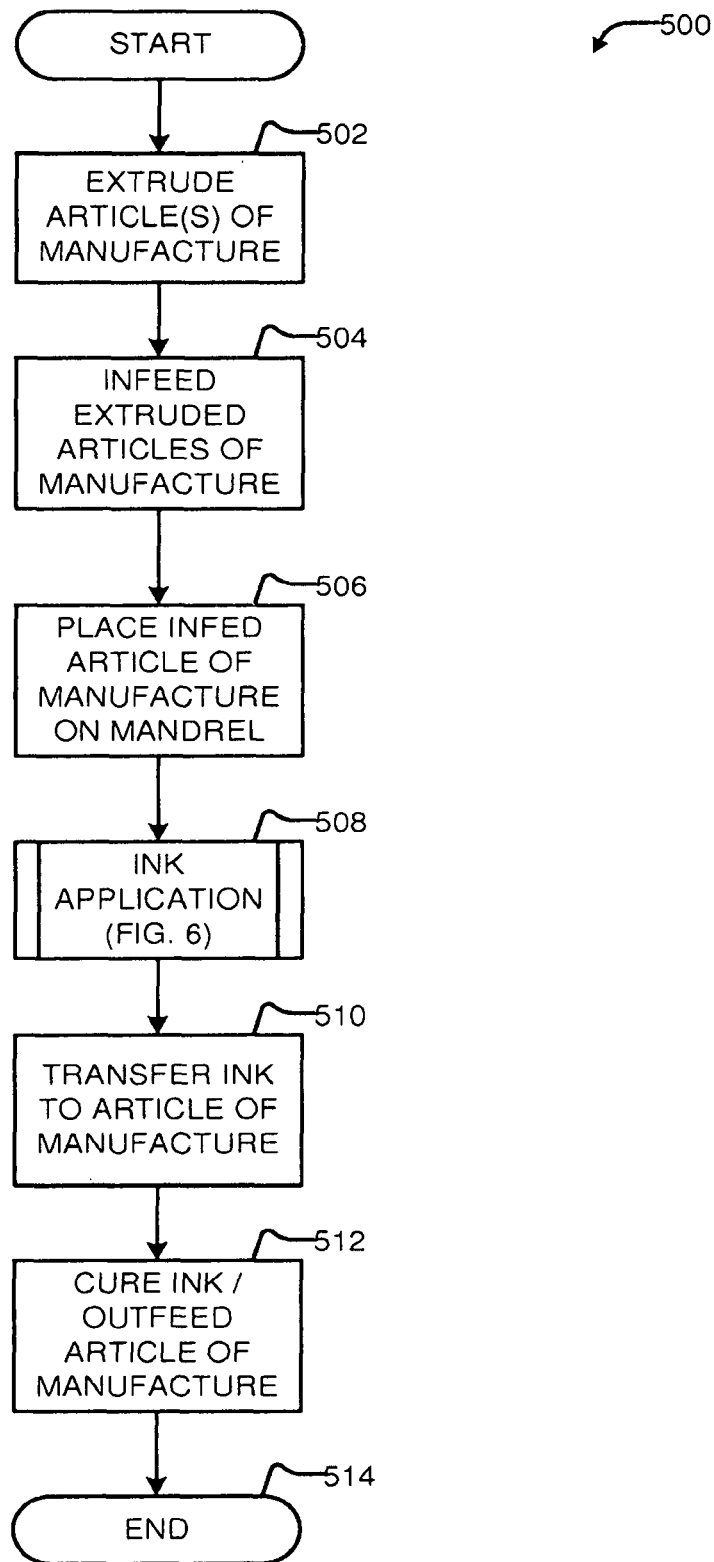 START
500
502
EXTRUDE
ARTICLE(S) OF
MANUFACTURE
504
INFEED
EXTRUDED
ARTICLES OF
MANUFACTURE
506
PLACE INFED
ARTICLE OF
MANUFACTURE
ON MANDREL
508
INK
APPLICATION
(FIG. 6)
510
TRANSFER INK
TO ARTICLE OF
MANUFACTURE
512
CURE INK /
OUTFEED
ARTICLE OF
MANUFACTURE
514
END